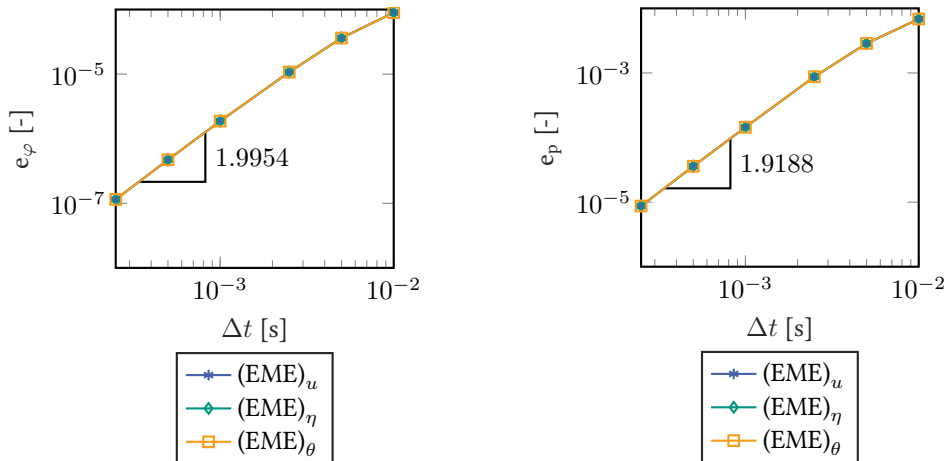 10⁻⁵
10⁻⁷
e_φ [-]
1.9954
10⁻³
10⁻²
Δt [s]
(EME)_u
(EME)_η
(EME)_θ
10⁻³
10⁻⁵
e_p [-]
1.9188
10⁻³
10⁻²
Δt [s]
(EME)_u
(EME)_η
(EME)_θ